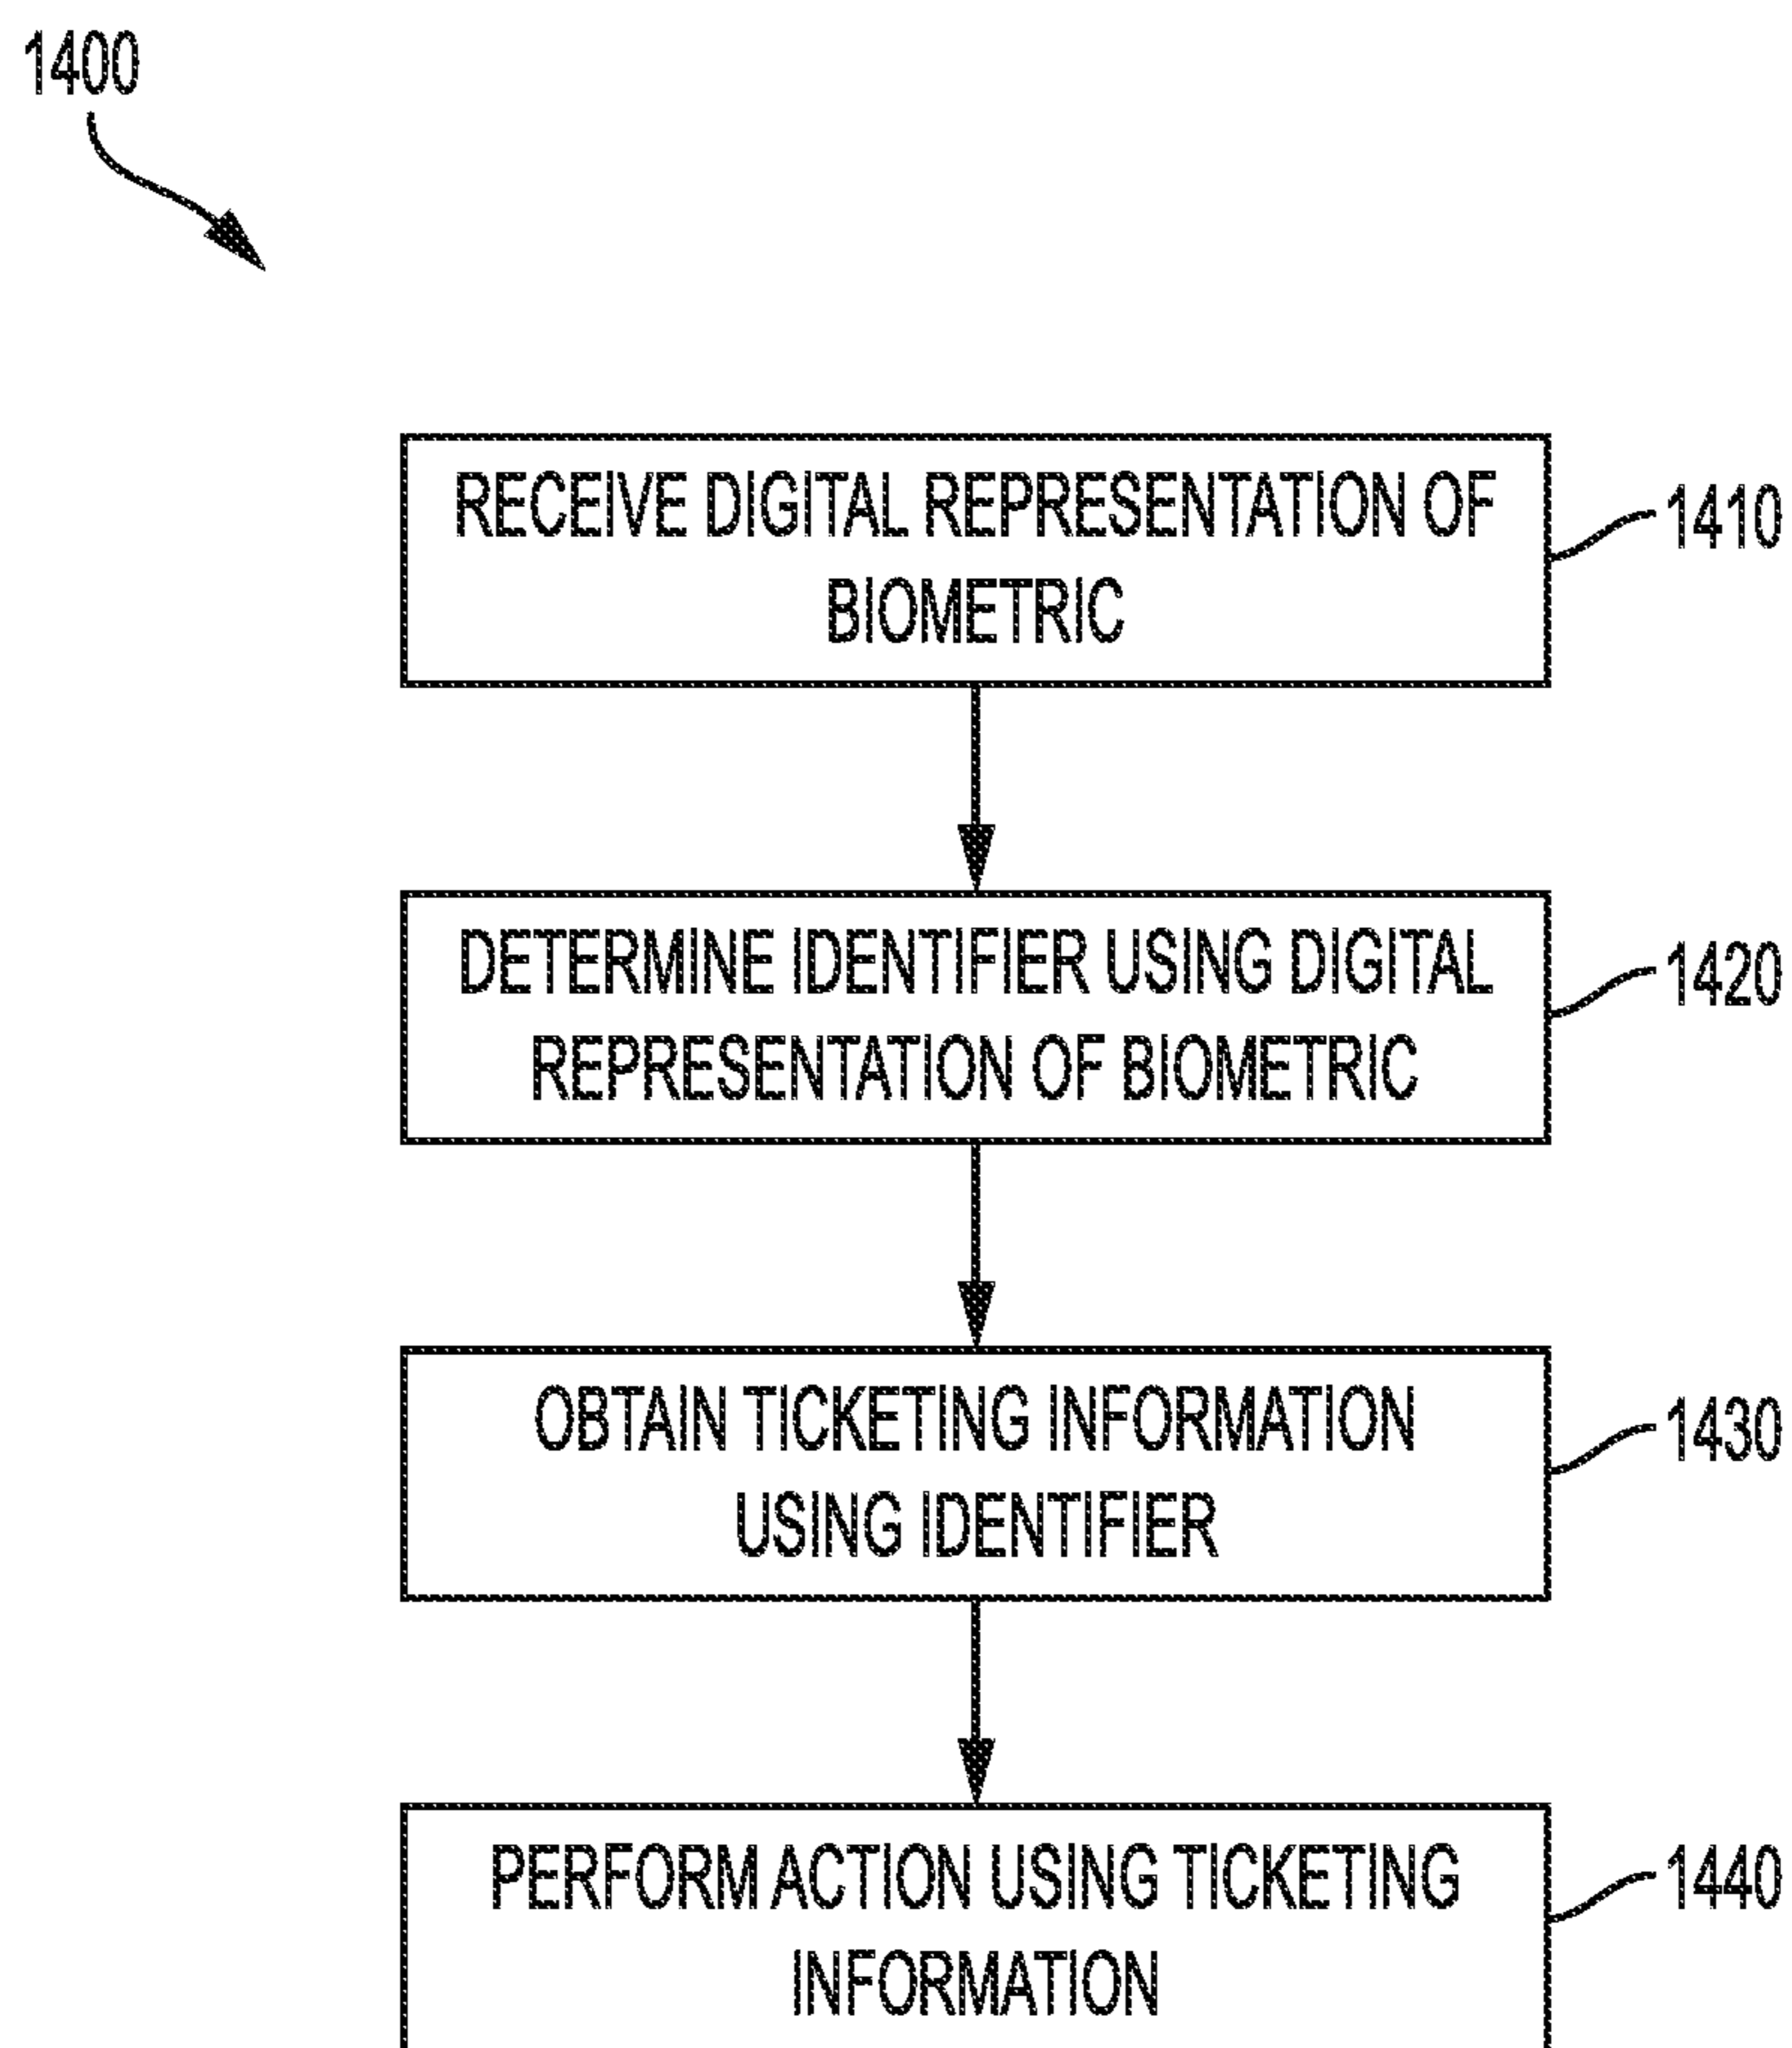 1400
RECEIVE DIGITAL REPRESENTATION OF
BIOMETRIC
1410
DETERMINE IDENTIFIER USING DIGITAL
REPRESENTATION OF BIOMETRIC
1420
OBTAIN TICKETING INFORMATION
USING IDENTIFIER
1430
PERFORM ACTION USING TICKETING
INFORMATION
1440